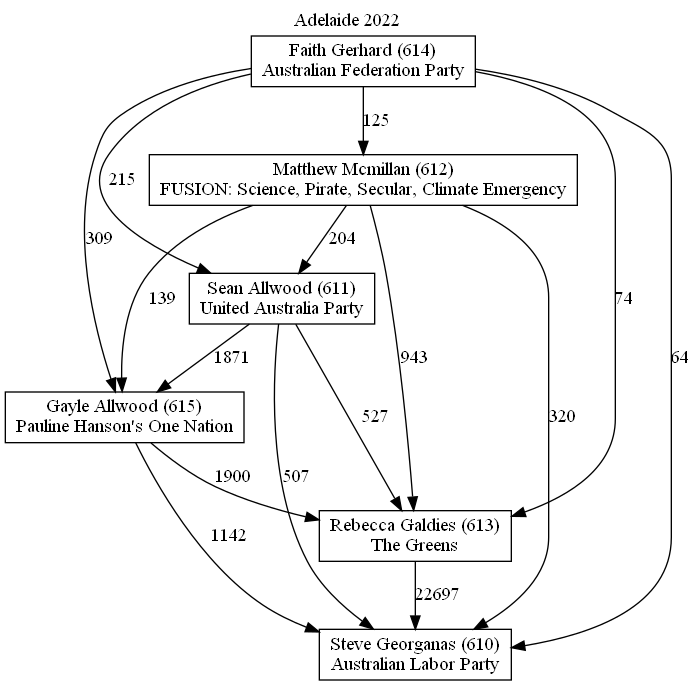 Adelaide 2022
Faith Gerhard (614)
Australian Federation Party
125
Matthew Mcmillan (612)
FUSION: Science, Pirate, Secular, Climate Emergency
215
309
139
204
74
64
Sean Allwood (611)
United Australia Party
1871
943
527
320
Gayle Allwood (615)
Pauline Hanson's One Nation
1900
507
1142
Rebecca Galdies (613)
The Greens
22697
Steve Georganas (610)
Australian Labor Party